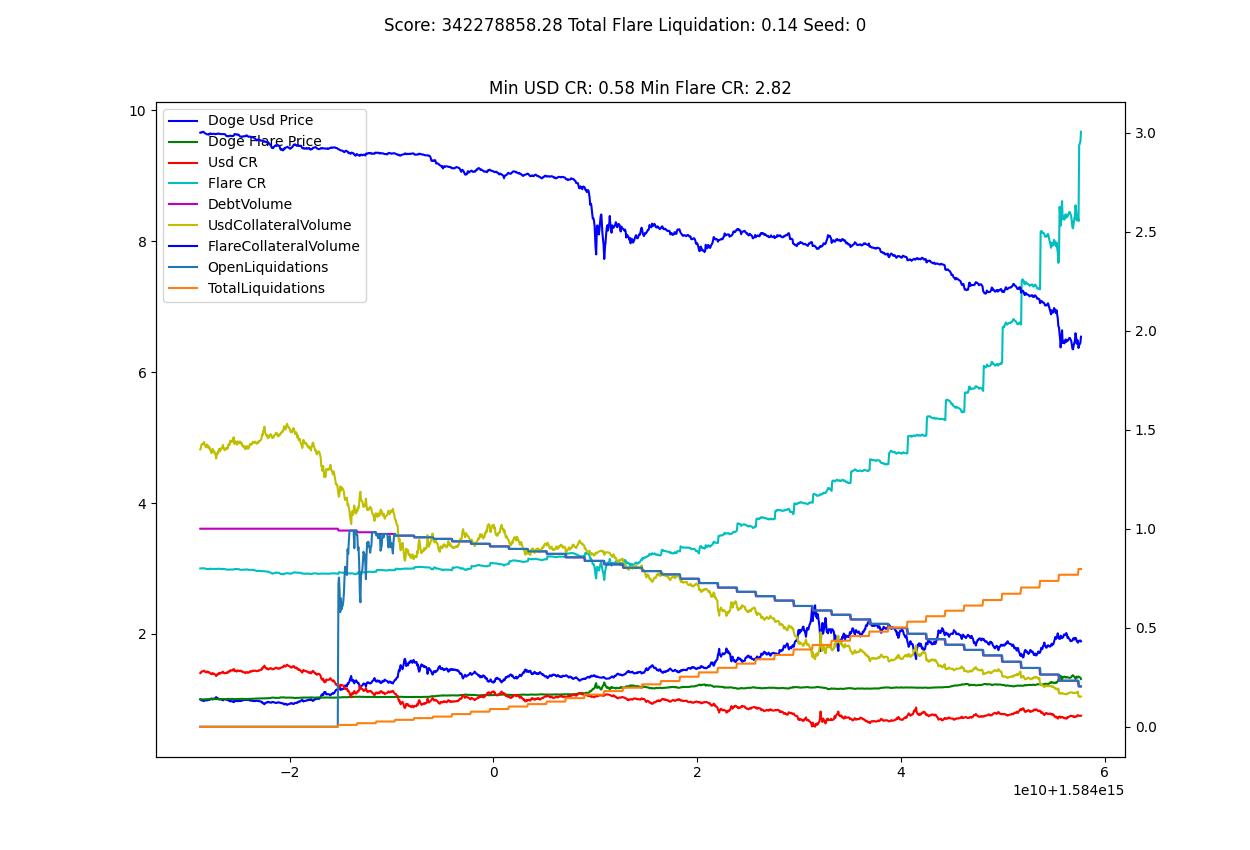 Score: 342278858.28 Total Flare Liquidation: 0.14 Seed: 0
Min USD CR: 0.58 Min Flare CR: 2.82
10
8
6
4
2
Doge Usd Price
Doge Flare Price
Usd CR
Flare CR
DebtVolume
UsdCollateralVolume
FlareCollateralVolume
OpenLiquidations
TotalLiquidations
3.0
2.5
2.0
1.5
1.0
0.5
0.0
−2 0 2 4 6
1e10+1.584e15